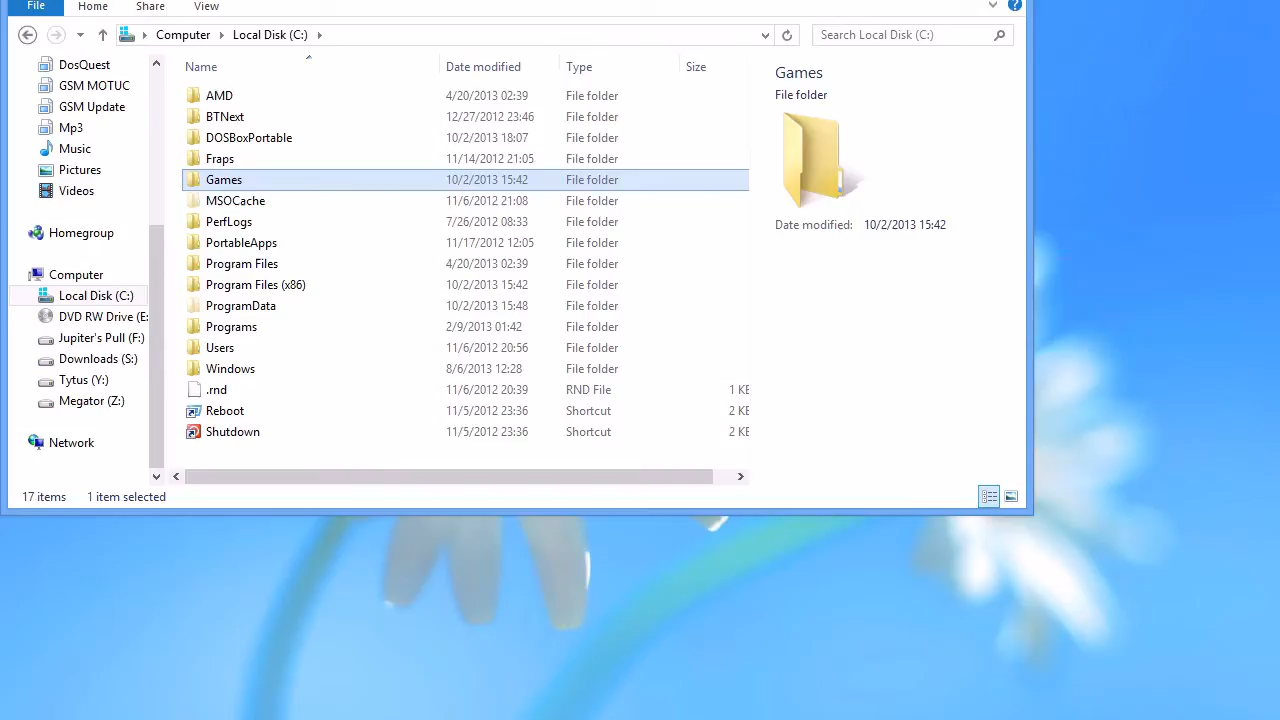 File Home Share View
Computer Local Disk (C:) Search Local Disk (C:)
DosQuest
GSM MOTUC
GSM Update
Mp3
Music
Pictures
Videos
Homegroup
Computer
Local Disk (C:)
DVD RW Drive (E:
Jupiter's Pull (F:)
Downloads (S:)
Tytus (Y:)
Megator (Z:)
Network
Name Date modified Type Size
AMD 4/20/2013 02:39 File folder
BTNext 12/27/2012 23:46 File folder
DOSBoxPortable 10/2/2013 18:07 File folder
Fraps 11/14/2012 21:05 File folder
Games 10/2/2013 15:42 File folder
MSOCache 11/6/2012 21:08 File folder
PerfLogs 7/26/2012 08:33 File folder
PortableApps 11/17/2012 12:05 File folder
Program Files 4/20/2013 02:39 File folder
Program Files (x86) 10/2/2013 15:42 File folder
ProgramData 10/2/2013 15:48 File folder
Programs 2/9/2013 01:42 File folder
Users 11/6/2012 20:56 File folder
Windows 8/6/2013 12:28 File folder
.rnd 11/6/2012 20:39 RND File 1 KB
Reboot 11/5/2012 23:36 Shortcut 2 KB
Shutdown 11/5/2012 23:36 Shortcut 2 KB
Games
File folder
Date modified: 10/2/2013 15:42
17 items 1 item selected